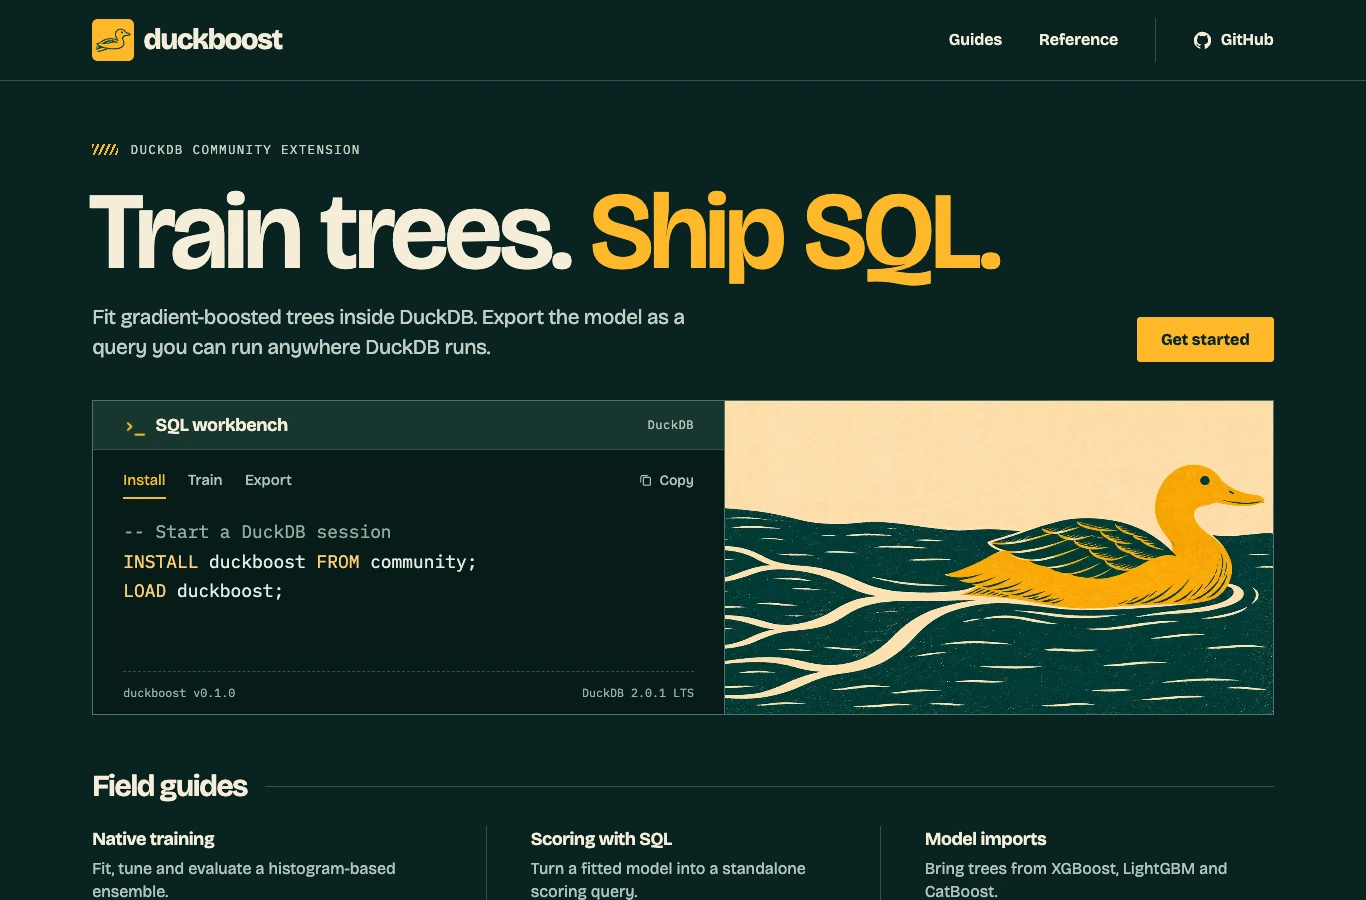 duckboost
Guides Reference GitHub
DUCKDB COMMUNITY EXTENSION
Train trees. Ship SQL.
Fit gradient-boosted trees inside DuckDB. Export the model as a
query you can run anywhere DuckDB runs.
Get started
›_ SQL workbench DuckDB
Install Train Export Copy
-- Start a DuckDB session
INSTALL duckboost FROM community;
LOAD duckboost;
duckboost v0.1.0 DuckDB 2.0.1 LTS
Field guides
Native training
Fit, tune and evaluate a histogram-based
ensemble.
Scoring with SQL
Turn a fitted model into a standalone
scoring query.
Model imports
Bring trees from XGBoost, LightGBM and
CatBoost.